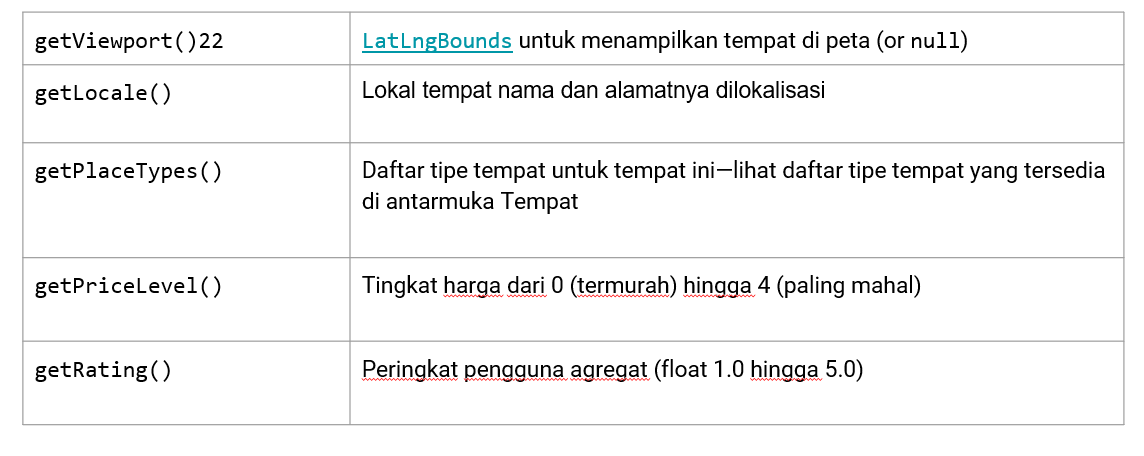 getViewport()22
LatLngBounds untuk menampilkan tempat di peta (or null)
getLocale()
Lokal tempat nama dan alamatnya dilokalisasi
getPlaceTypes()
Daftar tipe tempat untuk tempat ini—lihat daftar tipe tempat yang tersedia
di antarmuka Tempat
getPriceLevel()
Tingkat harga dari 0 (termurah) hingga 4 (paling mahal)
getRating()
Peringkat pengguna agregat (float 1.0 hingga 5.0)